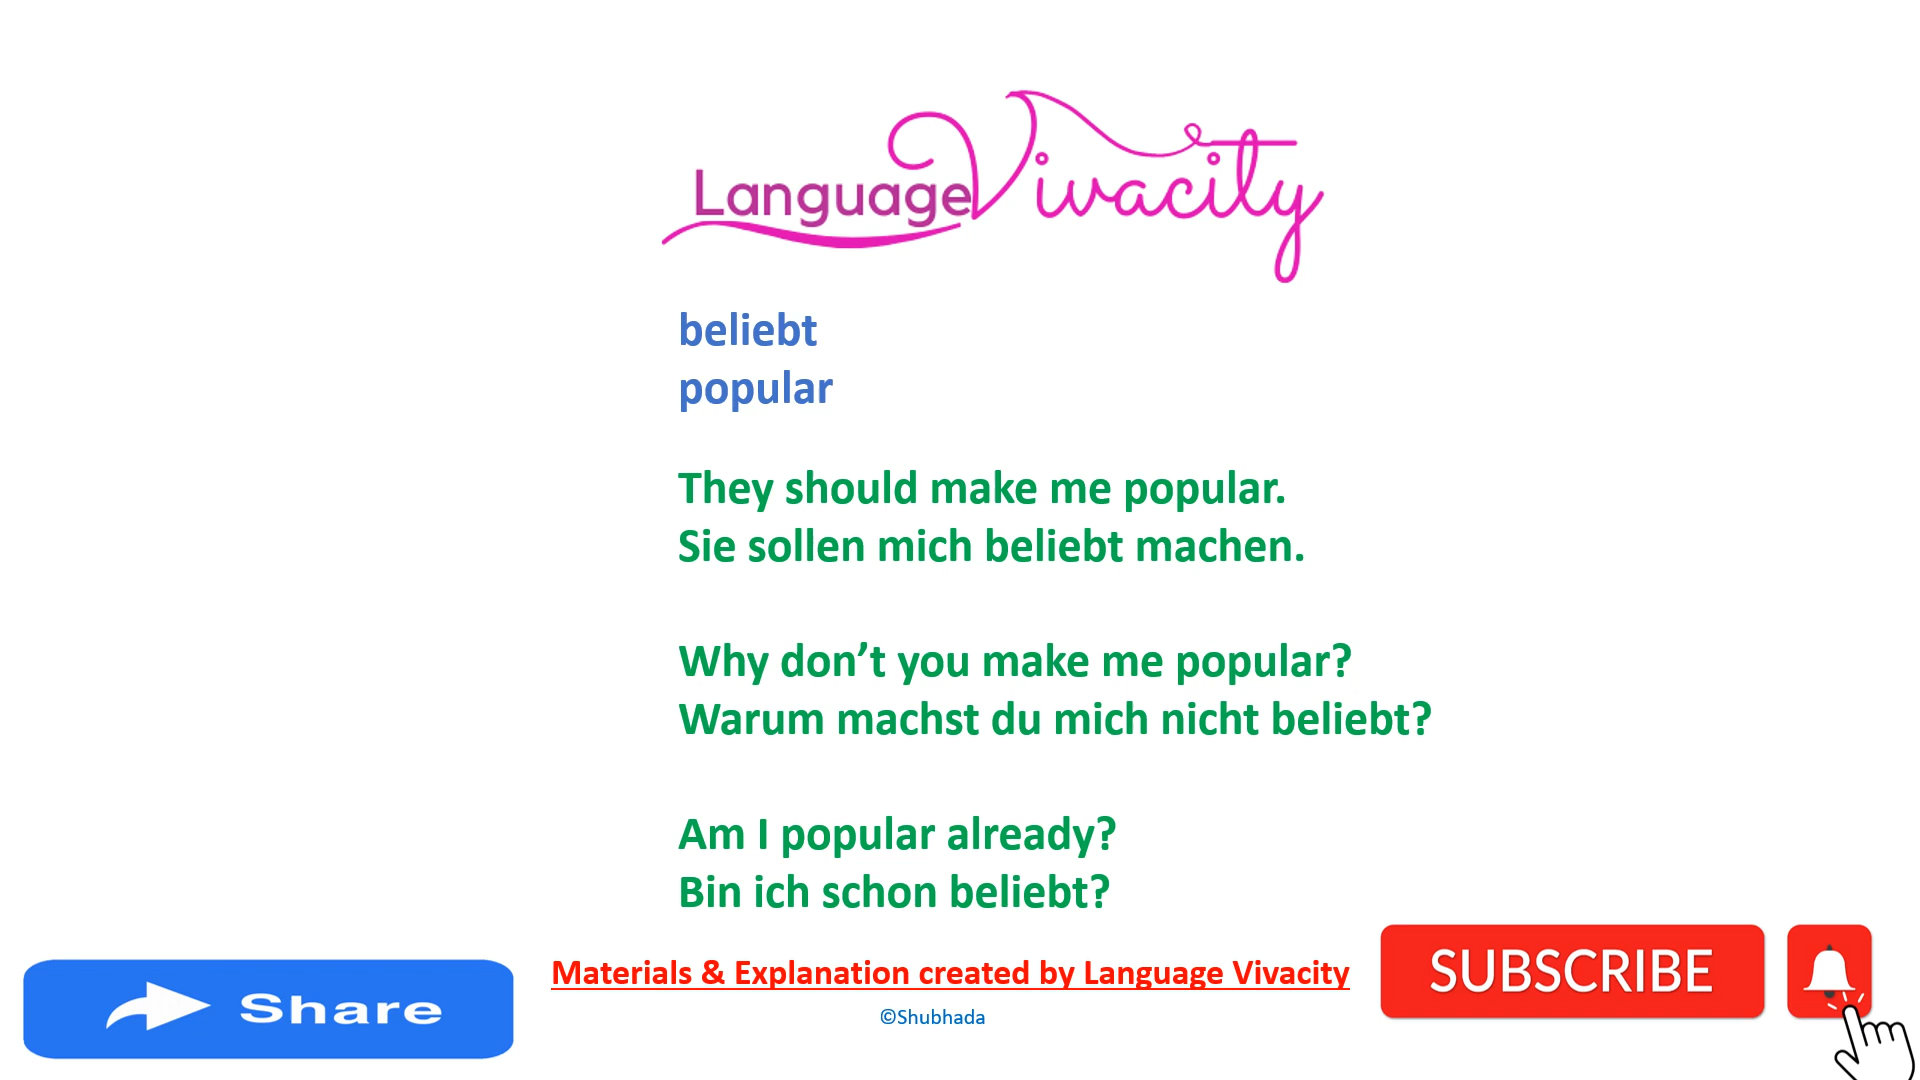 Language Vivacity
beliebt
popular
They should make me popular.
Sie sollen mich beliebt machen.
Why don’t you make me popular?
Warum machst du mich nicht beliebt?
Am I popular already?
Bin ich schon beliebt?
Materials & Explanation created by Language Vivacity
©Shubhada
Share
SUBSCRIBE